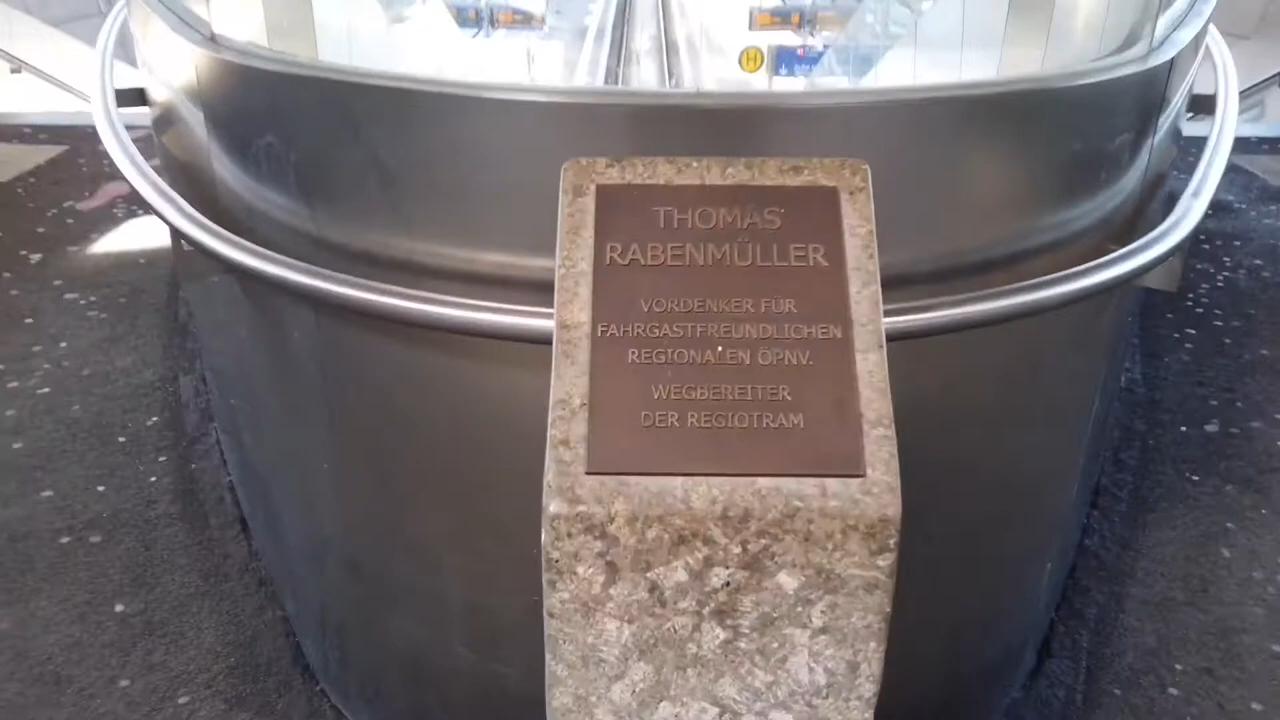 H
THOMAS
RABENMÜLLER
VORDENKER FÜR
FAHRGASTFREUNDLICHEN
REGIONALEN ÖPNV.
WEGBEREITER
DER REGIOTRAM